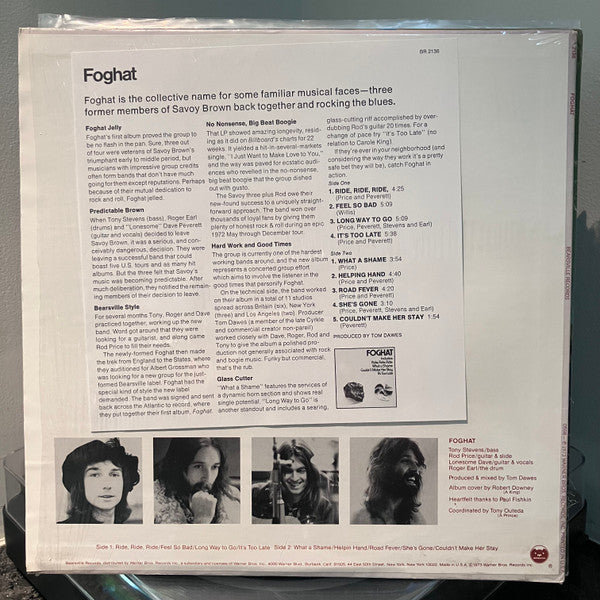 BR 2136
Foghat
Foghat is the collective name for some familiar musical faces—three
former members of Savoy Brown back together and rocking the blues.
Foghat Jelly
Foghat's first album proved the group to
be no flash in the pan. Sure, three out
of four were veterans of Savoy Brown's
triumphant early to middle period, but
musicians with impressive group credits
often form bands that don't have much
going for them except reputations. Perhaps
because of their mutual dedication to
rock and roll, Foghat jelled.
Predictable Brown
When Tony Stevens (bass), Roger Earl
(drums) and "Lonesome" Dave Peverett
(guitar and vocals) decided to leave
Savoy Brown, it was a serious, and con-
ceivably dangerous, decision. They were
leaving a successful band that could
boast five U.S. tours and as many hit
albums. But the three felt that Savoy's
music was becoming predictable. After
much deliberation, they notified the remain-
ing members of their decision to leave.
Bearsville Style
For several months Tony, Roger and Dave
practiced together, working up the new
band. Word got around that they were
looking for a guitarist, and along came
Rod Price to fill their needs.
The newly-formed Foghat then made
the trek from England to the States, where
they auditioned for Albert Grossman who
was looking for a new group for the just-
formed Bearsville label. Foghat had the
special kind of style the new label
demanded. The band was signed and sent
back across the Atlantic to record, where
they put together their first album, Foghat.
No Nonsense, Big Beat Boogie
That LP showed amazing longevity, resid-
ing as it did on Billboard's charts for 22
weeks. It yielded a hit-in-several-markets
single, "I Just Want to Make Love to You,"
and the way was paved for ecstatic audi-
ences who revelled in the no-nonsense,
big beat boogie that the group dished
out with gusto.
The Savoy three plus Rod owe their
new-found success to a uniquely straight-
forward approach: The band won over
thousands of loyal fans by giving them
plenty of honest rock & roll during an epic
1972 May through December tour.
Hard Work and Good Times
The group is currently one of the hardest
working bands around, and the new album
represents a concerned group effort
which aims to involve the listener in the
good times that personify Foghat.
On the technical side, the band worked
on their album in a total of 11 studios
spread across Britain (six), New York
(three) and Los Angeles (two). Producer
Tom Dawes (a member of the late Cyrkle
and commercial creator non-pareil)
worked closely with Dave, Roger, Rod and
Tony to give the album a polished pro-
duction not generally associated with rock
and bogie music. Funky but commercial,
that's the rub.
Glass Cutter
"What a Shame" features the services of
a dynamic horn section and shows real
single potential. "Long Way to Go" is
another standout and includes a searing,
glass-cutting riff accomplished by over-
dubbing Rod's guitar 20 times. For a
change of pace try "It's Too Late" (no
relation to Carole King).
If they're ever in your neighborhood (and
considering the way they work it's a pretty
safe bet they will be), catch Foghat in
action.
Side One
1. RIDE, RIDE, RIDE, 4:25
(Price and Peverett)
2. FEEL SO BAD 5:09
(Willis)
3. LONG WAY TO GO 5:09
(Price, Peverett, Stevens and Earl)
4. IT'S TOO LATE 5:38
(Price and Peverett)
Side Two
1. WHAT A SHAME 3:54
(Price)
2. HELPING HAND 4:40
(Price and Peverett)
3. ROAD FEVER 4:20
(Price and Peverett)
4. SHE'S GONE 3:10
(Price, Peverett, Stevens and Earl)
5. COULDN'T MAKE HER STAY 1:54
(Peverett)
PRODUCED BY TOM DAWES
FOGHAT
FOGHAT
Tony Stevens/bass
Rod Price/guitar & slide
Lonesome Dave/guitar & vocals
Roger Earl/the drum
Produced & mixed by Tom Dawes
Album cover by Robert Downey
(A King)
Heartfelt thanks to Paul Fishkin
Coordinated by Tony Outeda
(A Prince)
Side 1: Ride, Ride, Ride/Feel So Bad/Long Way to Go/It's Too Late Side 2: What a Shame/Helpin Hand/Road Fever/She's Gone/Couldn't Make Her Stay
FOGHAT
BEARSVILLE RECORDS